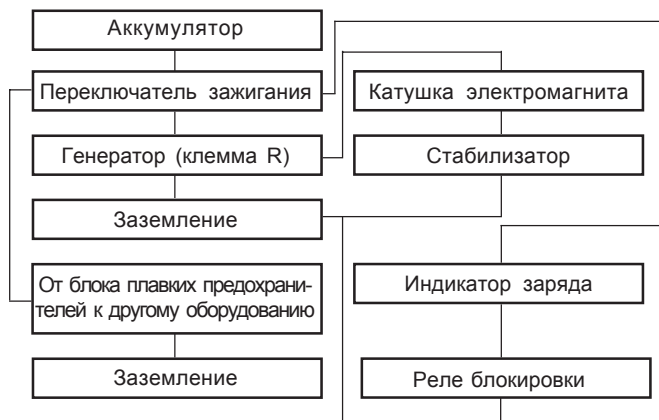 Аккумулятор
Переключатель зажигания
Катушка электромагнита
Генератор (клемма R)
Стабилизатор
Заземление
От блока плавких предохрани-
телей к другому оборудованию
Индикатор заряда
Заземление
Реле блокировки